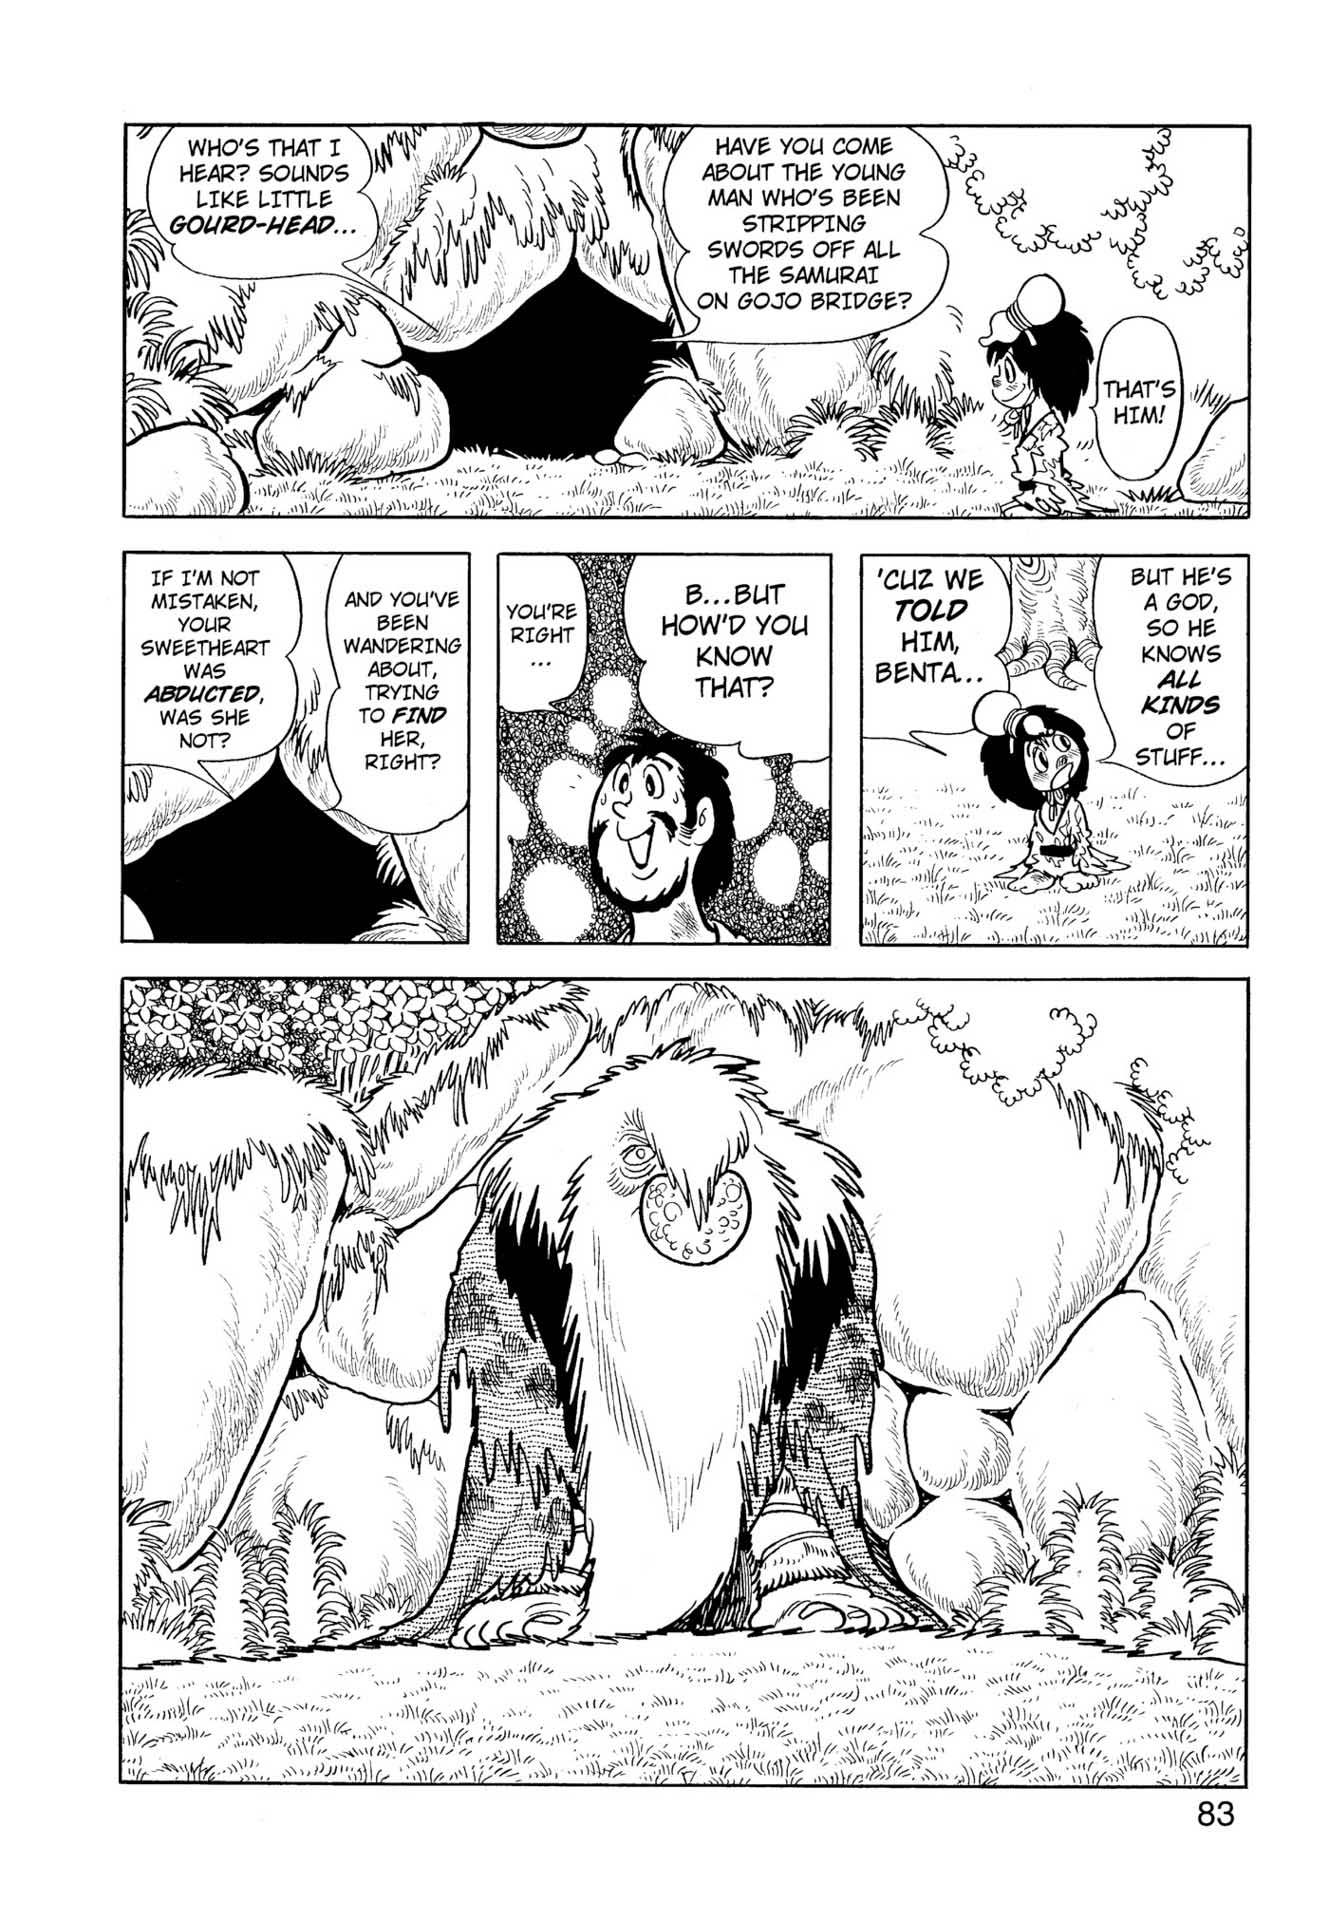 WHO'S THAT I
HEAR? SOUNDS
LIKE LITTLE
GOURD-HEAD...
HAVE YOU COME
ABOUT THE YOUNG
MAN WHO'S BEEN
STRIPPING
SWORDS OFF ALL
THE SAMURAI
ON GOJO BRIDGE?
THAT'S
HIM!
IF I'M NOT
MISTAKEN,
YOUR
SWEETHEART
WAS
ABDUCTED,
WAS SHE
NOT?
AND YOU'VE
BEEN
WANDERING
ABOUT,
TRYING
TO FIND
HER,
RIGHT?
YOU'RE
RIGHT
...
B...BUT
HOW'D YOU
KNOW
THAT?
'CUZ WE
TOLD
HIM,
BENTA...
BUT HE'S
A GOD,
SO HE
KNOWS
ALL
KINDS
OF
STUFF...
83